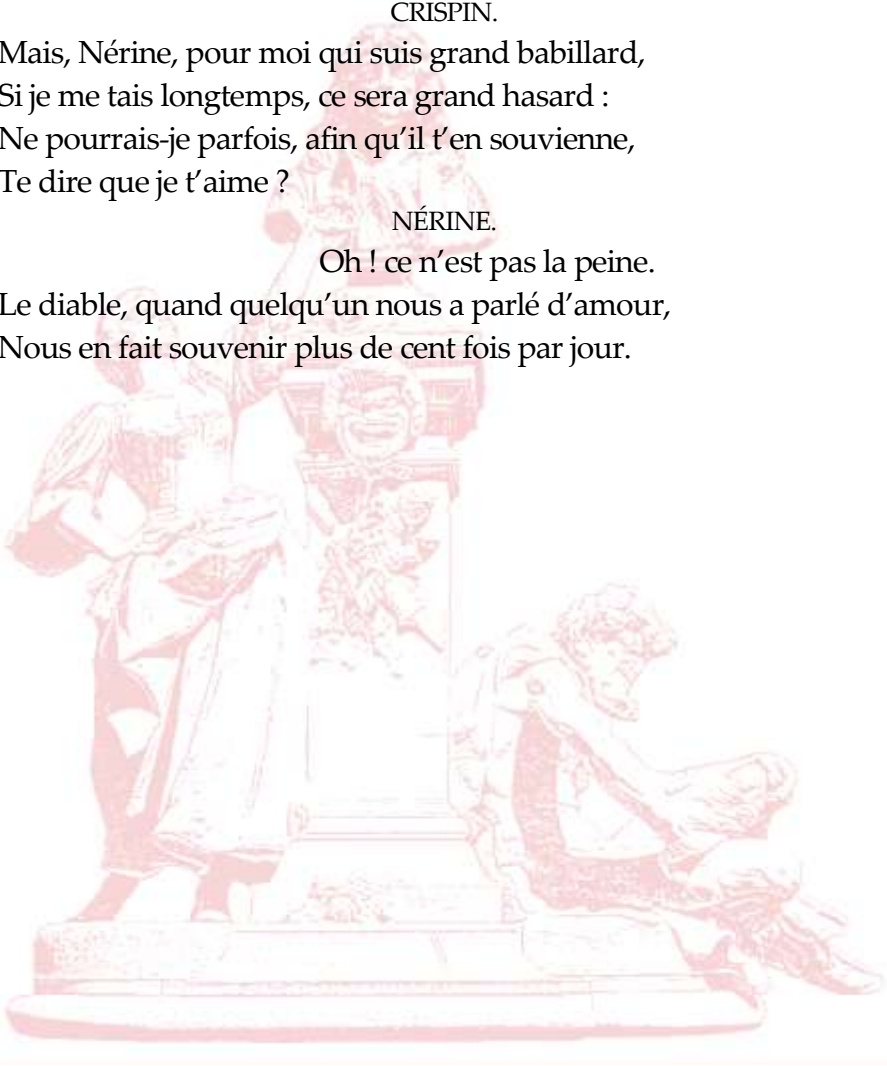 CRISPIN.
Mais, Nérine, pour moi qui suis grand babillard,
Si je me tais longtemps, ce sera grand hasard :
Ne pourrais-je parfois, afin qu’il t’en souvienne,
Te dire que je t’aime ?
NÉRINE.
Oh ! ce n’est pas la peine.
Le diable, quand quelqu’un nous a parlé d’amour,
Nous en fait souvenir plus de cent fois par jour.